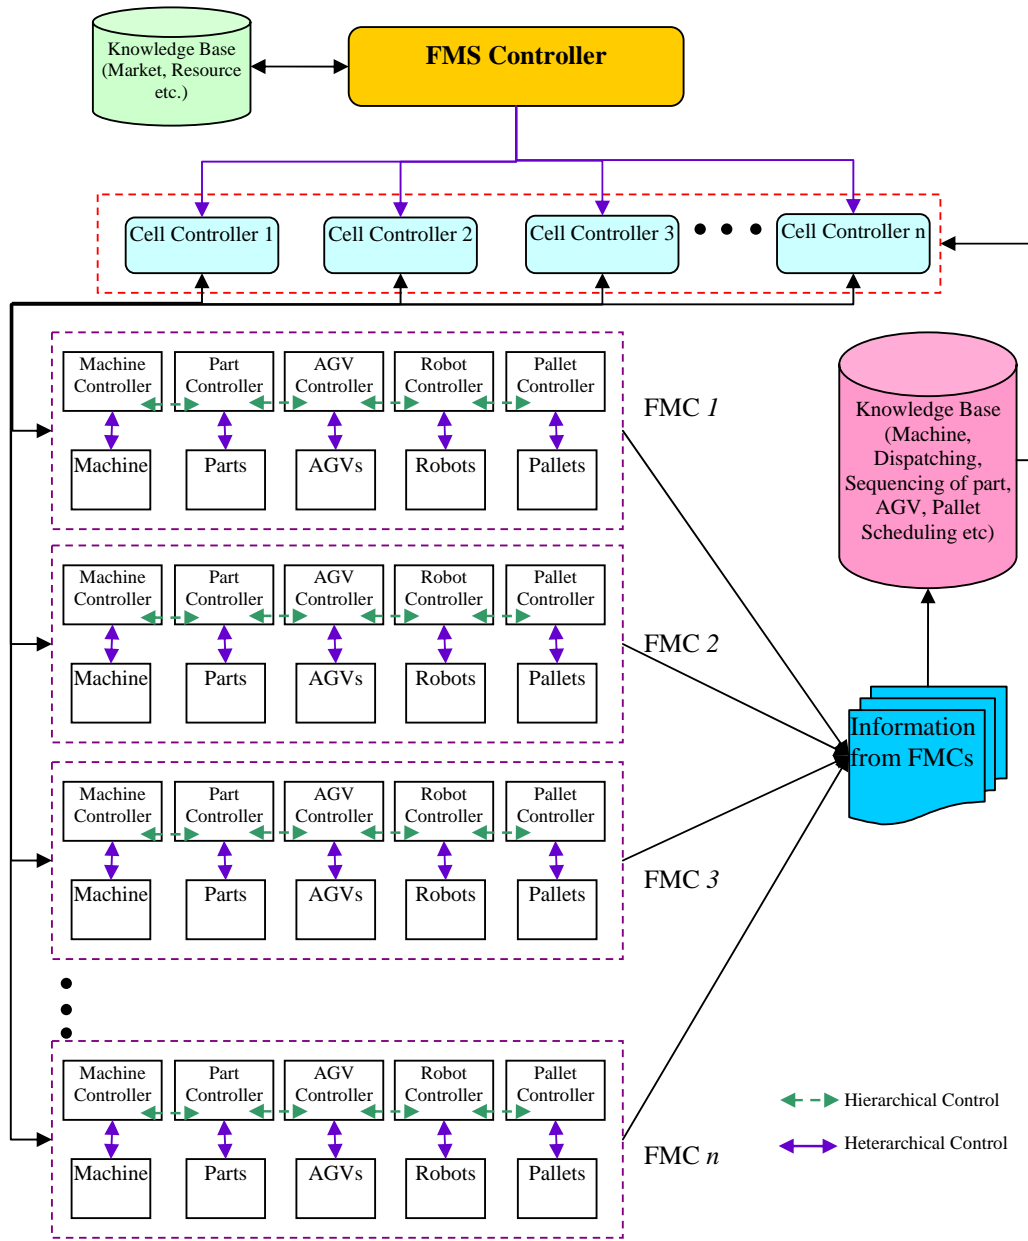 Knowledge Base
(Market, Resource
etc.)
FMS Controller
Cell Controller 1
Cell Controller 2
Cell Controller 3
Cell Controller n
Machine
Controller
Part
Controller
AGV
Controller
Robot
Controller
Pallet
Controller
Machine
Parts
AGVs
Robots
Pallets
FMC 1
Knowledge Base
(Machine,
Dispatching,
Sequencing of part,
AGV, Pallet
Scheduling etc)
Machine
Controller
Part
Controller
AGV
Controller
Robot
Controller
Pallet
Controller
Machine
Parts
AGVs
Robots
Pallets
FMC 2
Information
from FMCs
Machine
Controller
Part
Controller
AGV
Controller
Robot
Controller
Pallet
Controller
Machine
Parts
AGVs
Robots
Pallets
FMC 3
Machine
Controller
Part
Controller
AGV
Controller
Robot
Controller
Pallet
Controller
Machine
Parts
AGVs
Robots
Pallets
FMC n
Hierarchical Control
Heterarchical Control